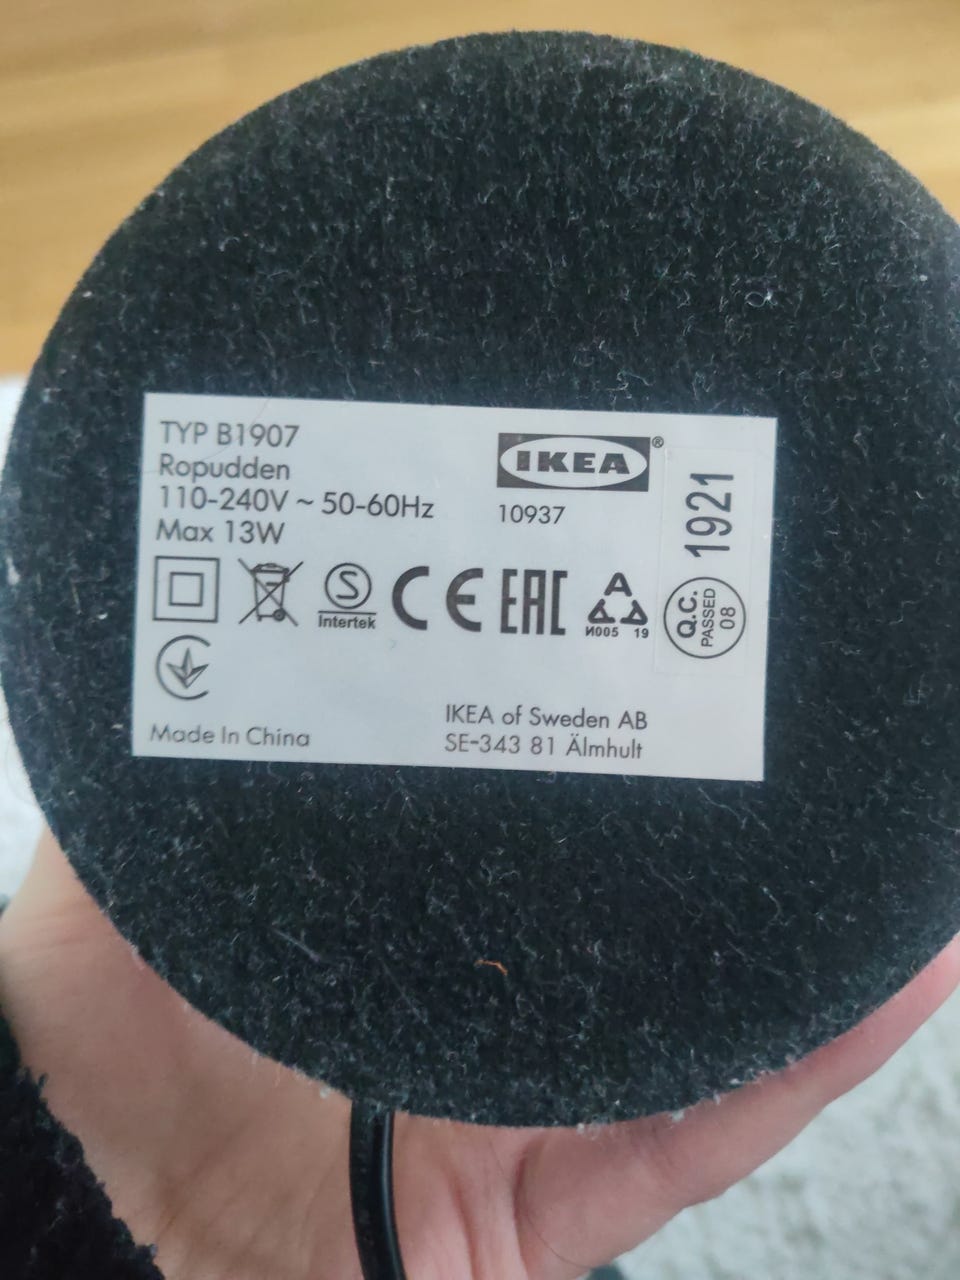 TYP B1907
Ropudden
110-240V ~ 50-60Hz
Max 13W
IKEA®
10937
1921
S
Intertek
CE
EAC
A
И005 19
Q.C.
PASSED
08
Made In China
IKEA of Sweden AB
SE-343 81 Älmhult